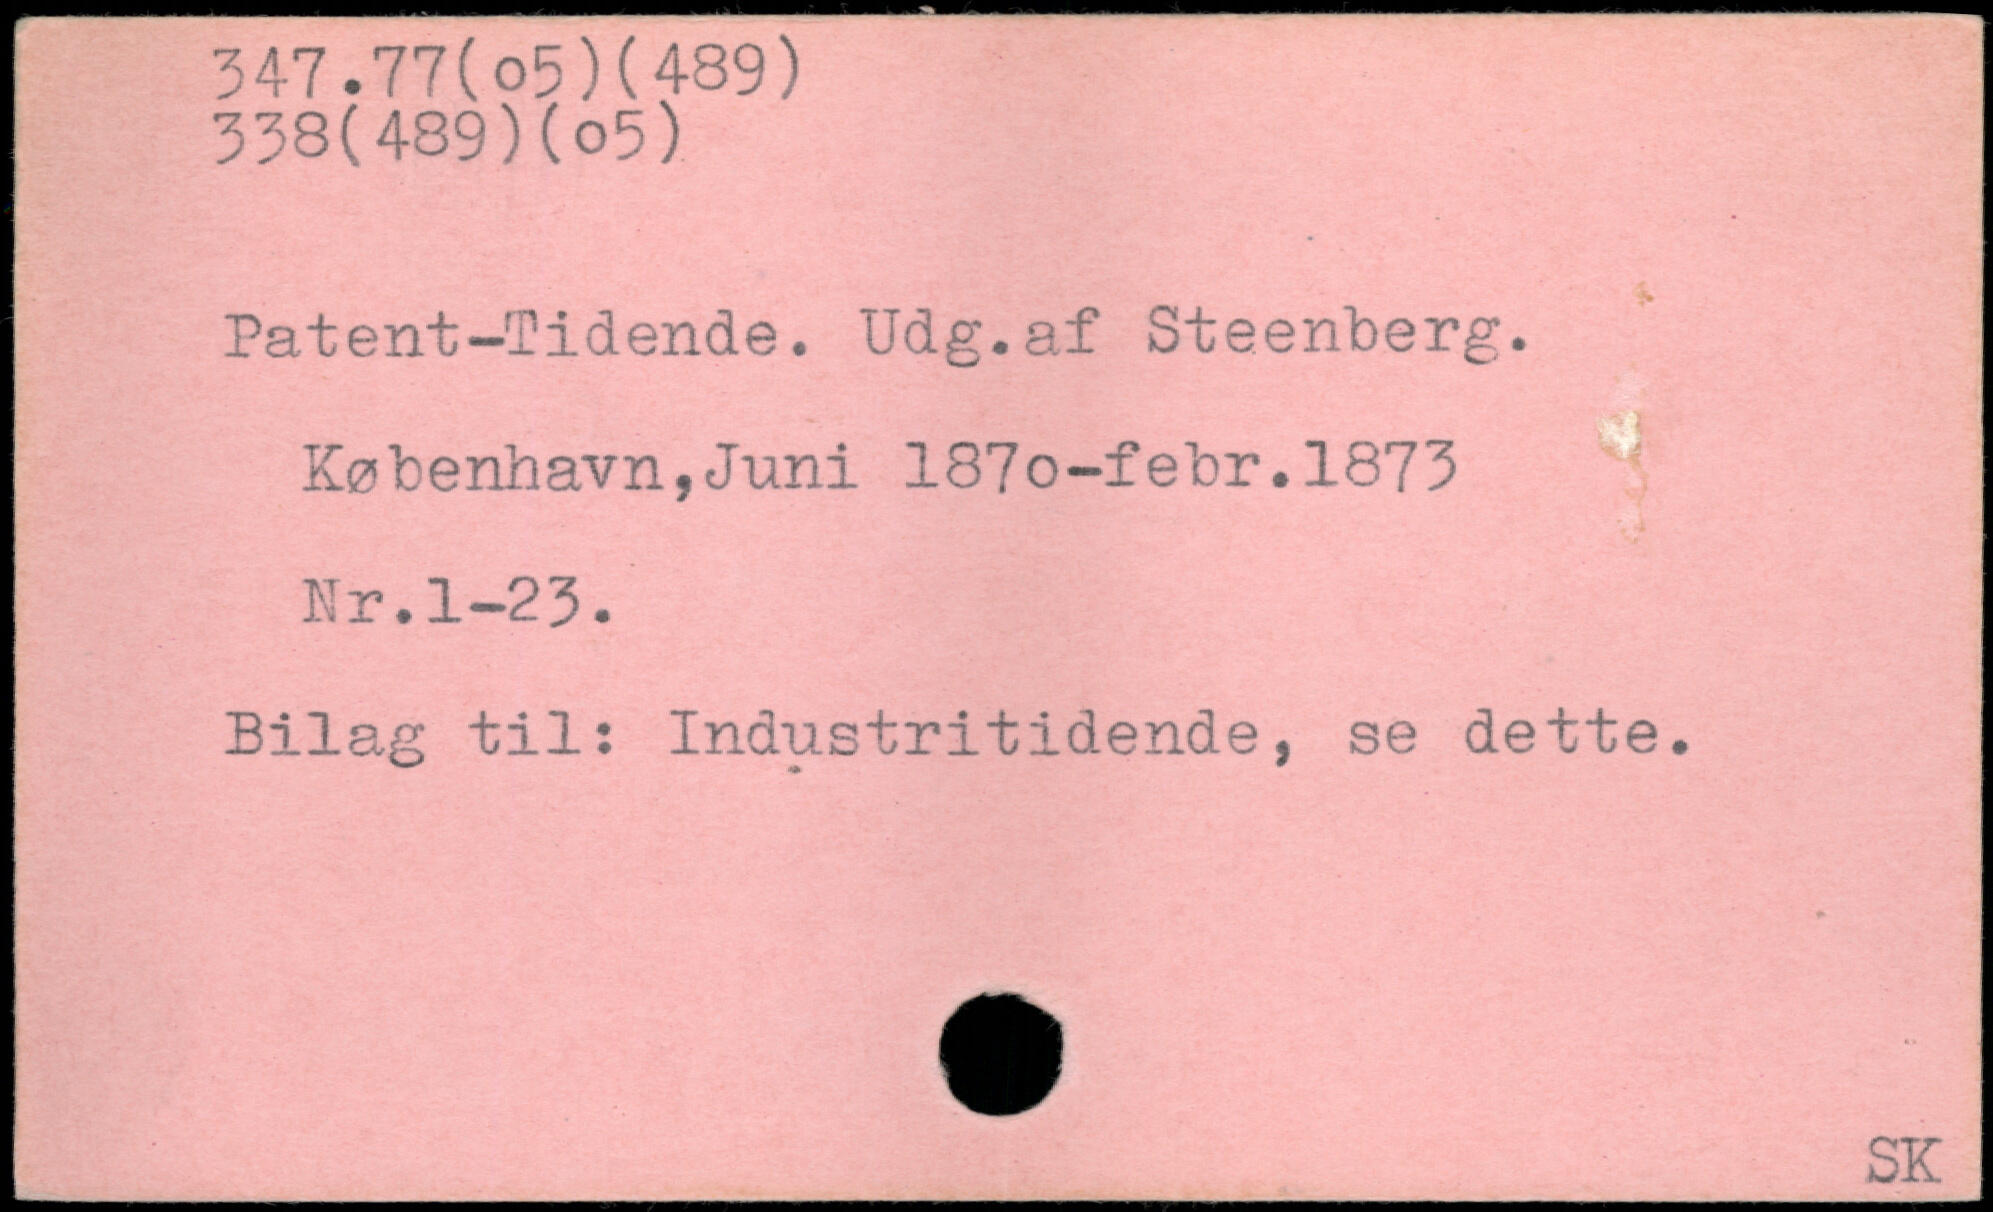 347.77(o5)(489)
338(489)(o5)
Patent-Tidende. Udg.af Steenberg.
København,Juni 187o-febr.1873
Nr.1-23.
Bilag til: Industritidende, se dette.
SK